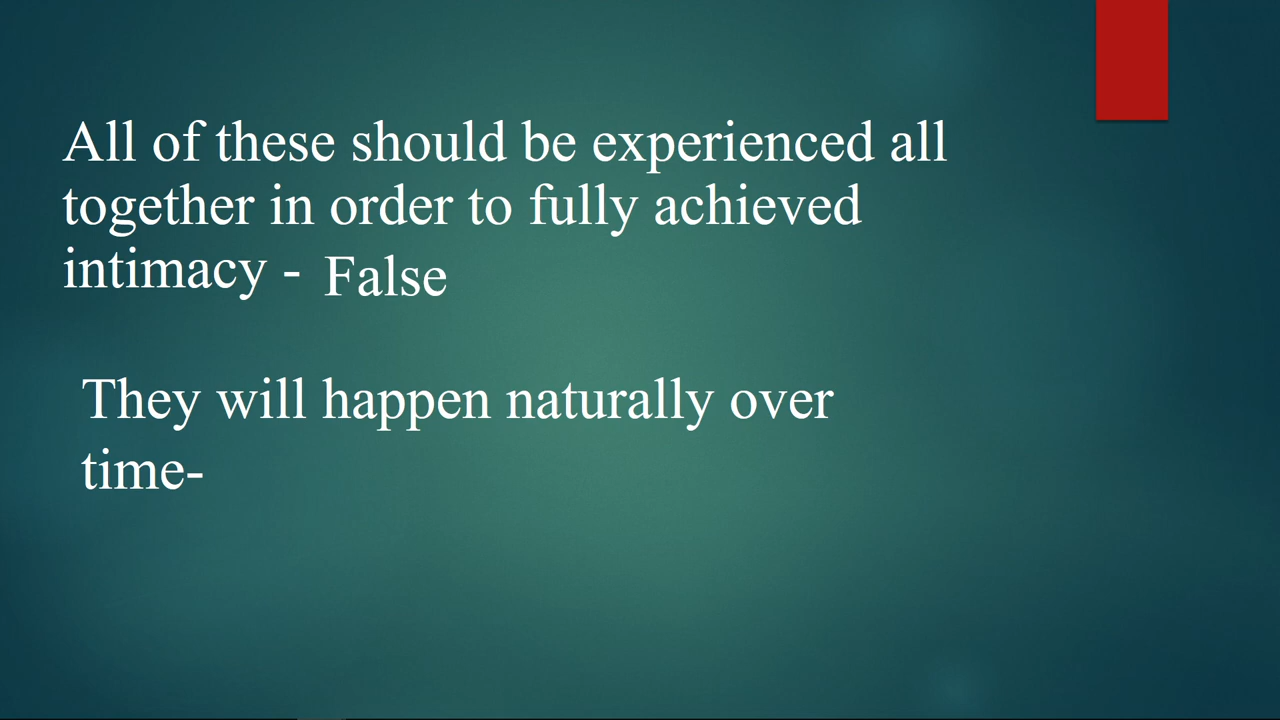 All of these should be experienced all
together in order to fully achieved
intimacy - False
They will happen naturally over
time-